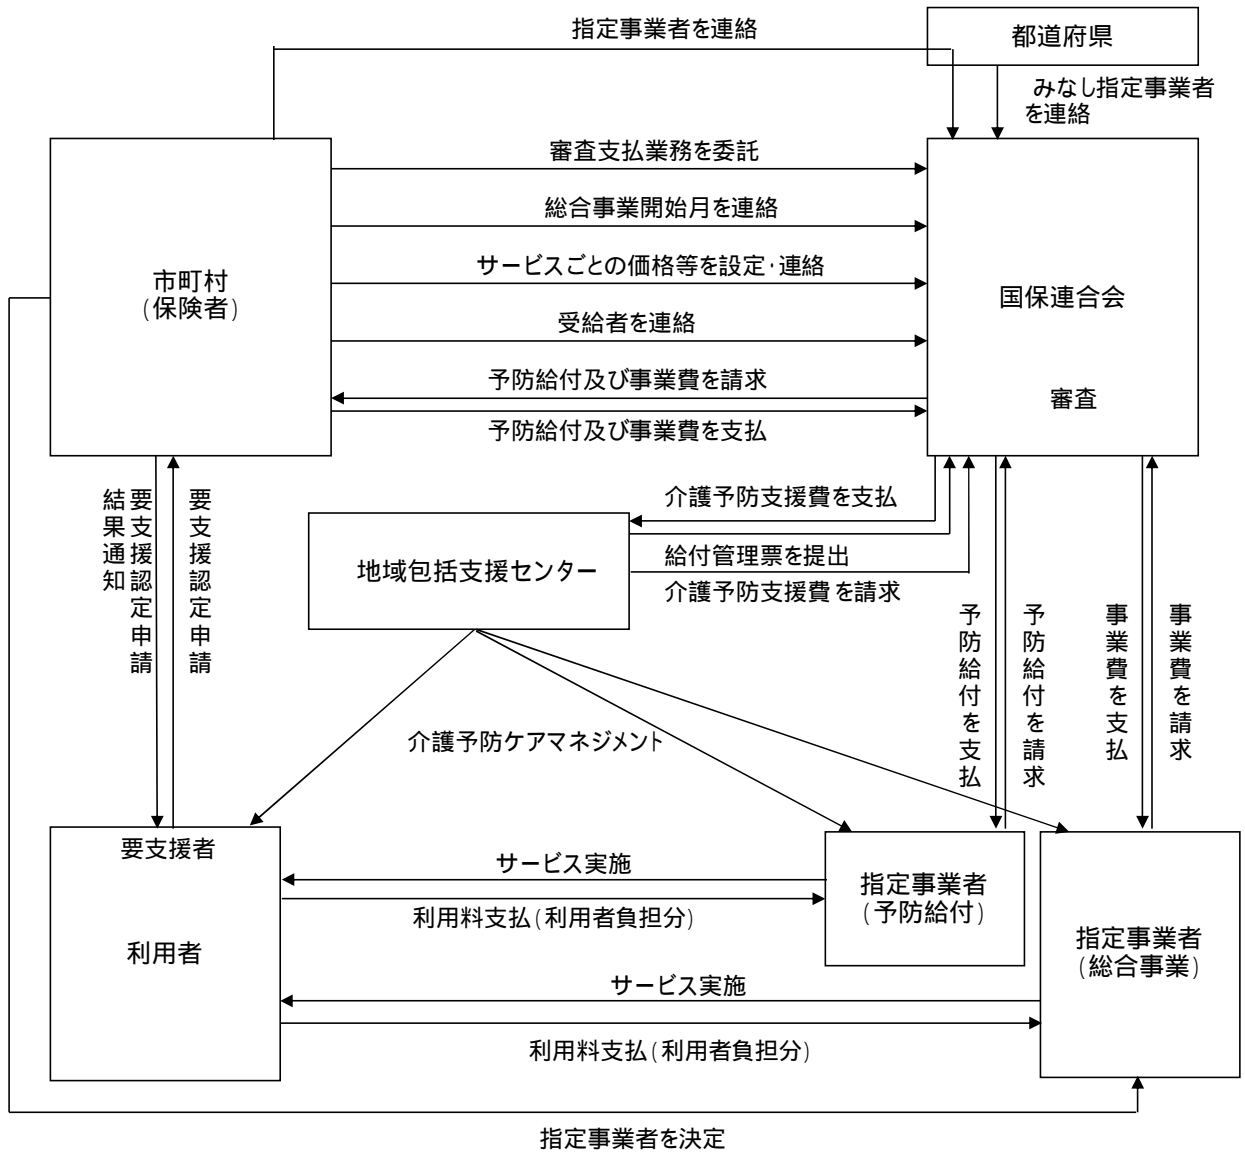 指定事業者を連絡
都道府県
みなし指定事業者
を連絡
審査支払業務を委託
総合事業開始月を連絡
サービスごとの価格等を設定・連絡
受給者を連絡
予防給付及び事業費を請求
予防給付及び事業費を支払
市町村
(保険者)
国保連合会
審査
要支援認定申請
結果通知
要支援認定申請
介護予防支援費を支払
地域包括支援センター
給付管理票を提出
介護予防支援費を請求
予防給付を支払
予防給付を請求
事業費を支払
事業費を請求
介護予防ケアマネジメント
要支援者
利用者
サービス実施
利用料支払(利用者負担分)
指定事業者
(予防給付)
指定事業者
(総合事業)
サービス実施
利用料支払(利用者負担分)
指定事業者を決定